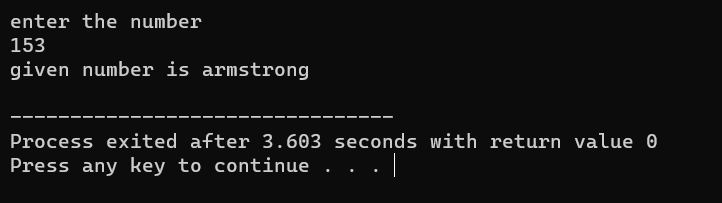 enter the number
153
given number is armstrong
--------------------------------
Process exited after 3.603 seconds with return value 0
Press any key to continue . . .